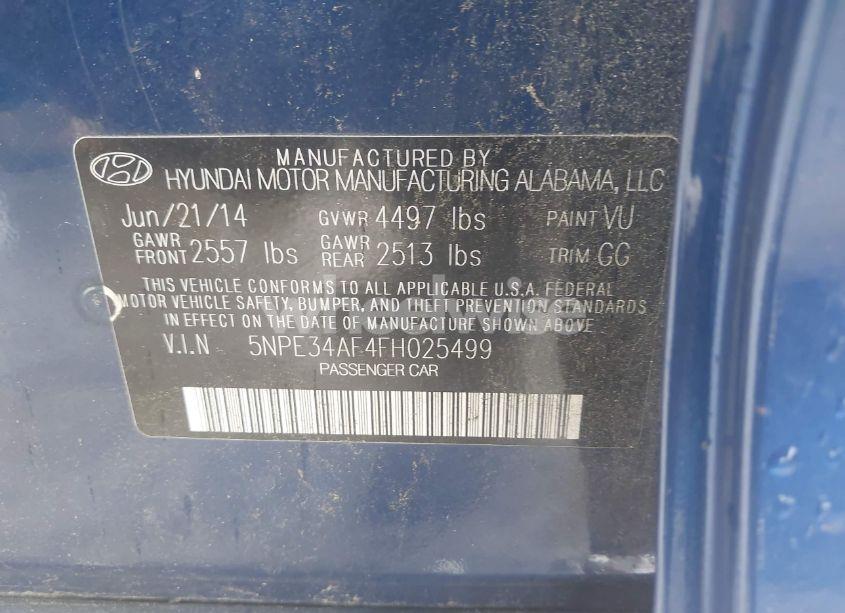 MANUFACTURED BY
HYUNDAI MOTOR MANUFACTURING ALABAMA, LLC
Jun/21/14 GVWR 4497 lbs PAINT VU
GAWR FRONT 2557 lbs GAWR REAR 2513 lbs TRIM GG
THIS VEHICLE CONFORMS TO ALL APPLICABLE U.S.A. FEDERAL
MOTOR VEHICLE SAFETY, BUMPER, AND THEFT PREVENTION STANDARDS
IN EFFECT ON THE DATE OF MANUFACTURE SHOWN ABOVE
V.I.N 5NPE34AF4FH025499
PASSENGER CAR